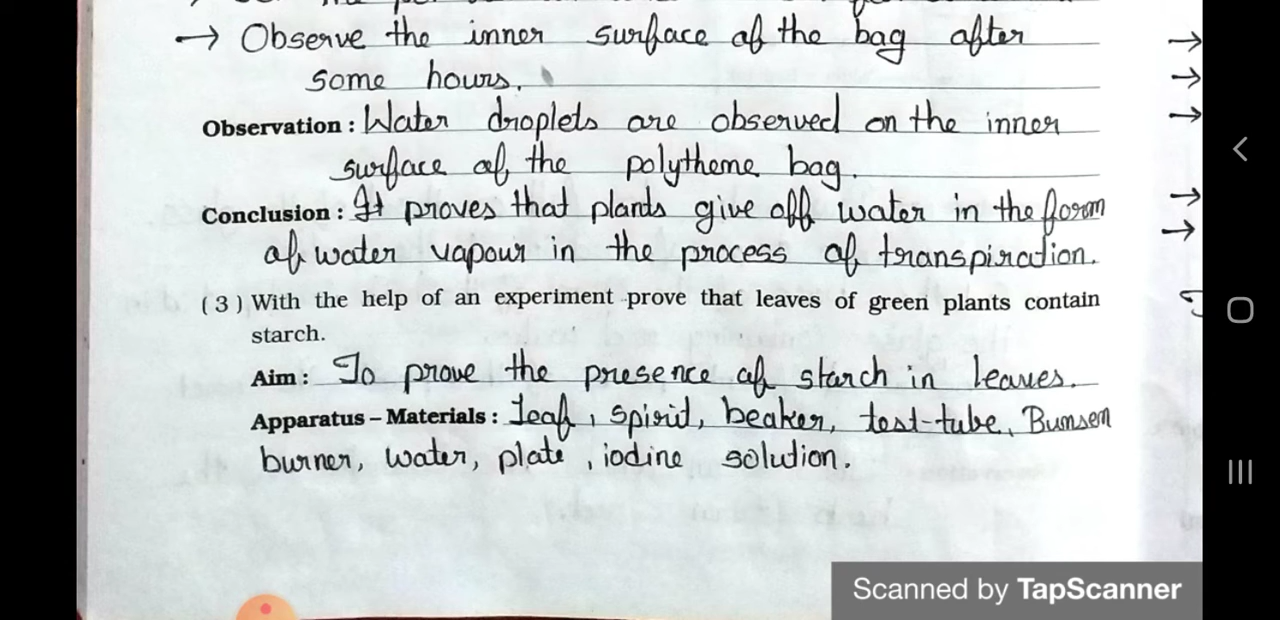 → Observe the inner surface of the bag after
some hours.
Observation : Water droplets are observed on the inner
surface of the polytheme bag.
Conclusion : It proves that plants give off water in the form
of water vapour in the process of transpiration.
( 3 ) With the help of an experiment prove that leaves of green plants contain
starch.
Aim : To prove the presence of starch in leaves.
Apparatus – Materials : Leaf, spirit, beaker, test-tube, Bunsen
burner, water, plate, iodine solution.
Scanned by TapScanner